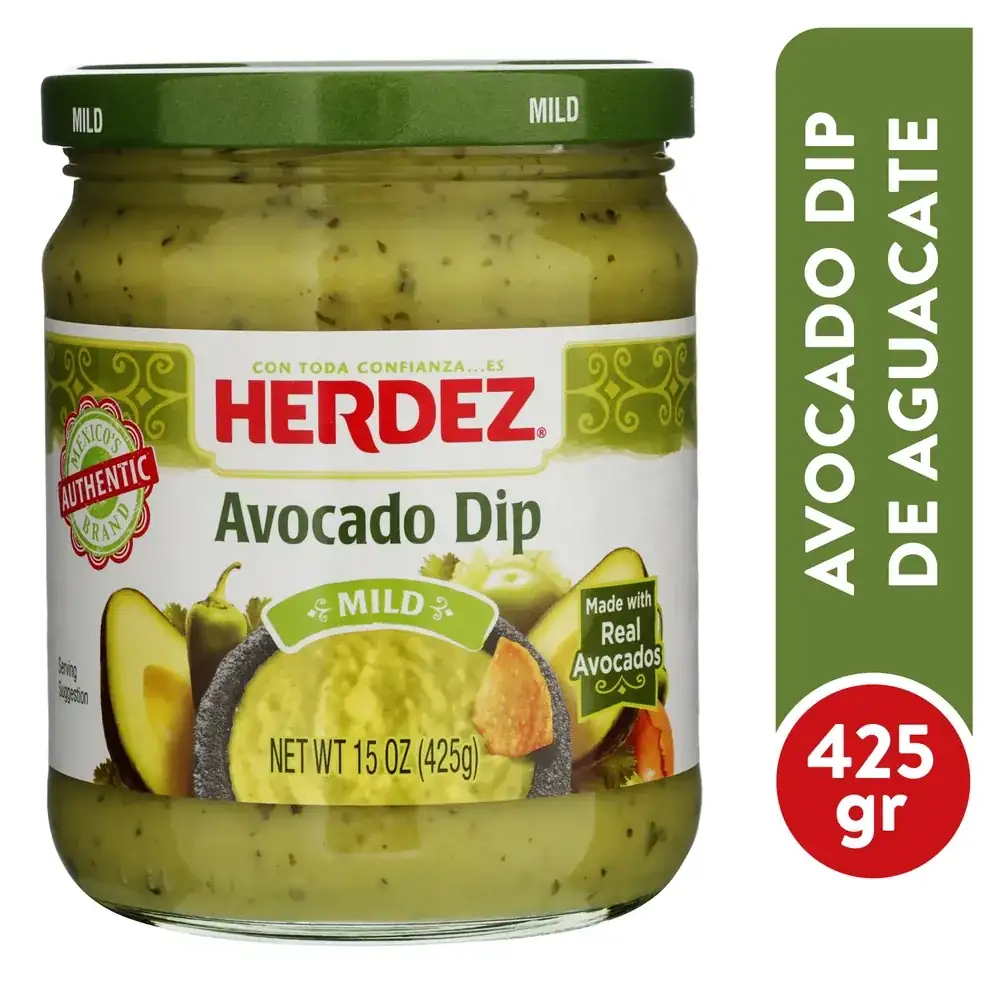 MILD
MILD
CON TODA CONFIANZA...ES
HERDEZ®
MEXICO'S
AUTHENTIC
BRAND
Avocado Dip
MILD
Made with
Real
Avocados
Serving
Suggestion
NET WT 15 OZ (425g)
AVOCADO DIP
DE AGUACATE
425
gr